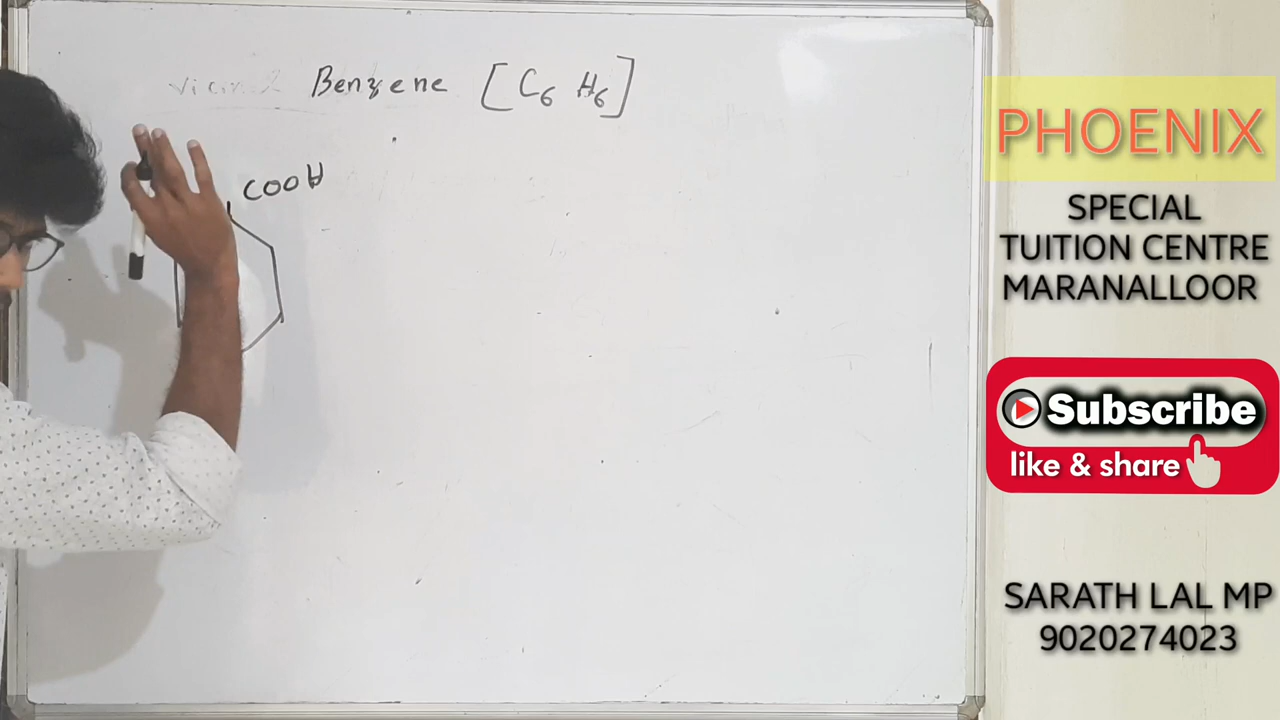 Benzene [C6 H6]
COOH
PHOENIX
SPECIAL
TUITION CENTRE
MARANALLOOR
Subscribe
like & share
SARATH LAL MP
9020274023